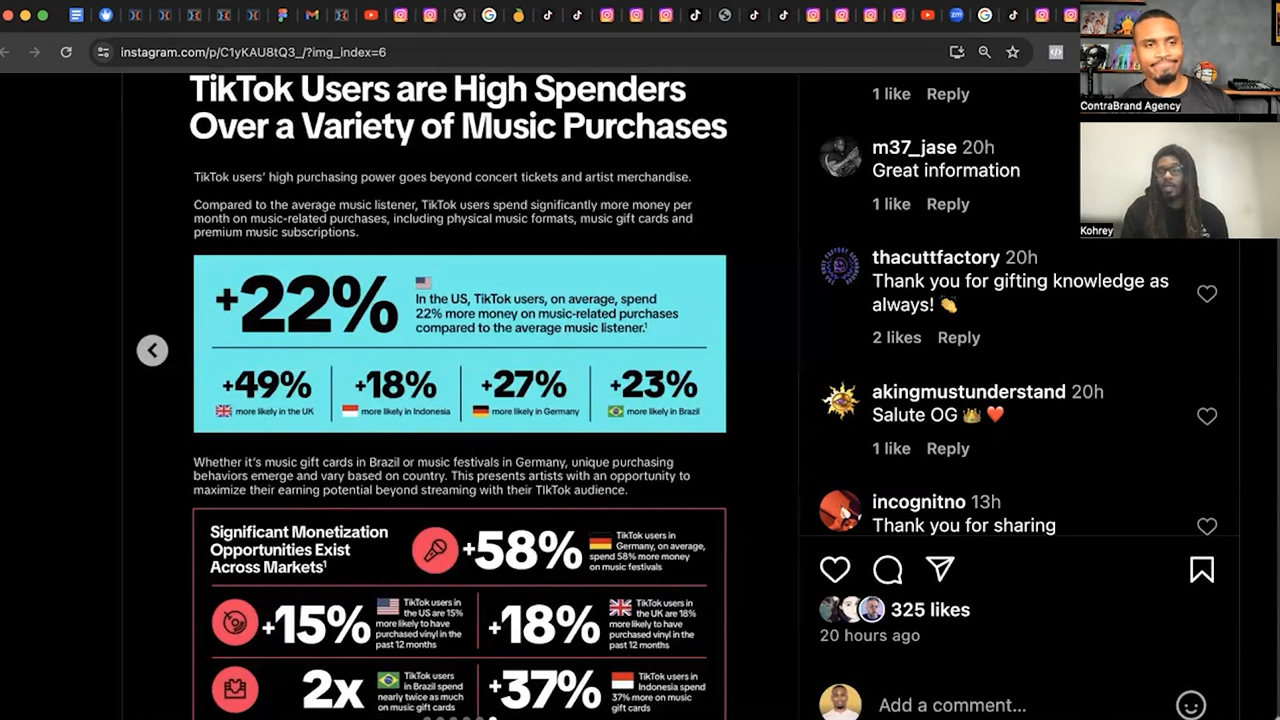 instagram.com/p/C1yKAU8tQ3_/?img_index=6
TikTok Users are High Spenders
Over a Variety of Music Purchases
TikTok users' high purchasing power goes beyond concert tickets and artist merchandise.
Compared to the average music listener, TikTok users spend significantly more money per
month on music-related purchases, including physical music formats, music gift cards and
premium music subscriptions.
+22%
In the US, TikTok users, on average, spend
22% more money on music-related purchases
compared to the average music listener.¹
+49%
more likely in the UK
+18%
more likely in Indonesia
+27%
more likely in Germany
+23%
more likely in Brazil
Whether it's music gift cards in Brazil or music festivals in Germany, unique purchasing
behaviors emerge and vary based on country. This presents artists with an opportunity to
maximize their earning potential beyond streaming with their TikTok audience.
Significant Monetization
Opportunities Exist
Across Markets¹
+58%
TikTok users in
Germany, on average,
spend 58% more money
on music festivals
+15%
TikTok users in
the US are 15%
more likely to have
purchased vinyl in the
past 12 months
+18%
TikTok users in
the UK are 18%
more likely to have
purchased vinyl in the
past 12 months
2x
TikTok users
in Brazil spend
nearly twice as much
on music gift cards
+37%
TikTok users in
Indonesia spend
37% more on music
gift cards
1 like Reply
m37_jase 20h
Great information
1 like Reply
thacuttfactory 20h
Thank you for gifting knowledge as
always! 👏
2 likes Reply
akingmustunderstand 20h
Salute OG 👑 ❤️
1 like Reply
incognitno 13h
Thank you for sharing
325 likes
20 hours ago
Add a comment...
ContraBrand Agency
Kohrey